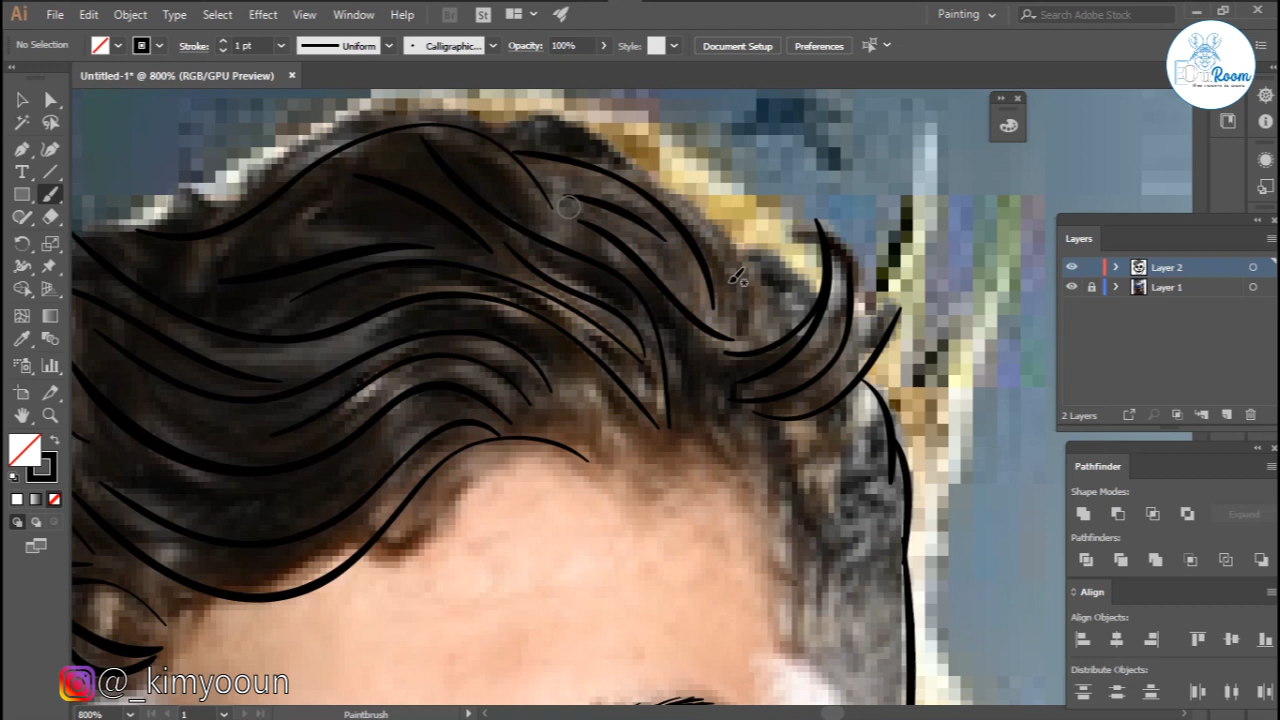 Ai File Edit Object Type Select Effect Window Help Br St Painting Search Adobe Stock
No Selection Stroke: 1 pt Uniform Calligraphic... Opacity: 100% Style: Document Setup Preferences
Untitled-1* @ 800% (RGB/GPU Preview)
Room
Layers
Layer 2
Layer 1
2 Layers
Pathfinder
Shape Modes:
Expand
Pathfinders:
Align
Align Objects:
Distribute Objects:
@_kimyooun
800% 1 Paintbrush